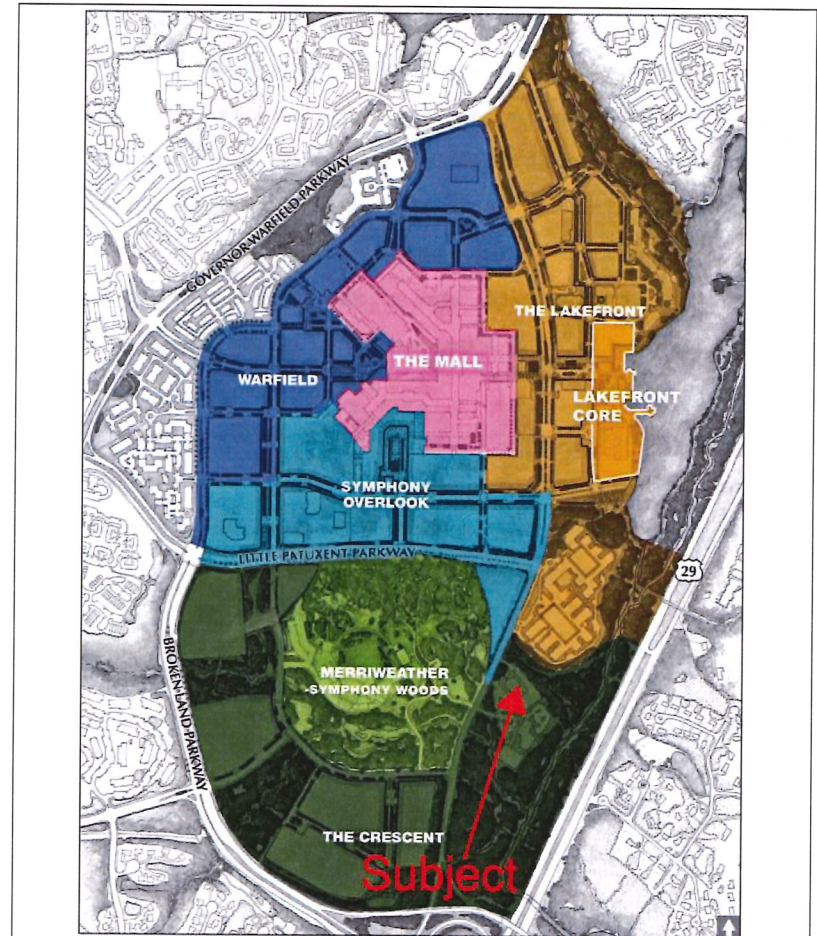 GOVERNOR WARFIELD PARKWAY
THE LAKEFRONT
THE MALL
WARFIELD
LAKEFRONT
CORE
SYMPHONY
OVERLOOK
LITTLE PATUXENT PARKWAY
29
BROKEN LAND PARKWAY
MERRIWEATHER
-SYMPHONY WOODS
THE CRESCENT
Subject